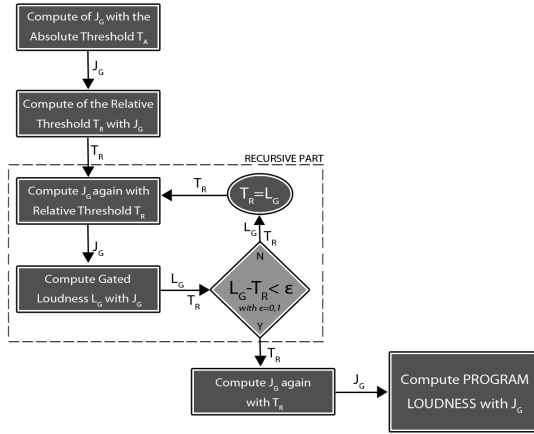 Compute of J_G with the
Absolute Threshold T_A
J_G
Compute of the Relative
Threshold T_R with J_G
T_R
RECURSIVE PART
Compute J_G again with
Relative Threshold T_R
T_R
T_R=L_G
J_G
L_G
T_R
Compute Gated
Loudness L_G with J_G
L_G
T_R
N
L_G-T_R< ε
with ε=0,1
Y
T_R
Compute J_G again
with T_R
J_G
Compute PROGRAM
LOUDNESS with J_G